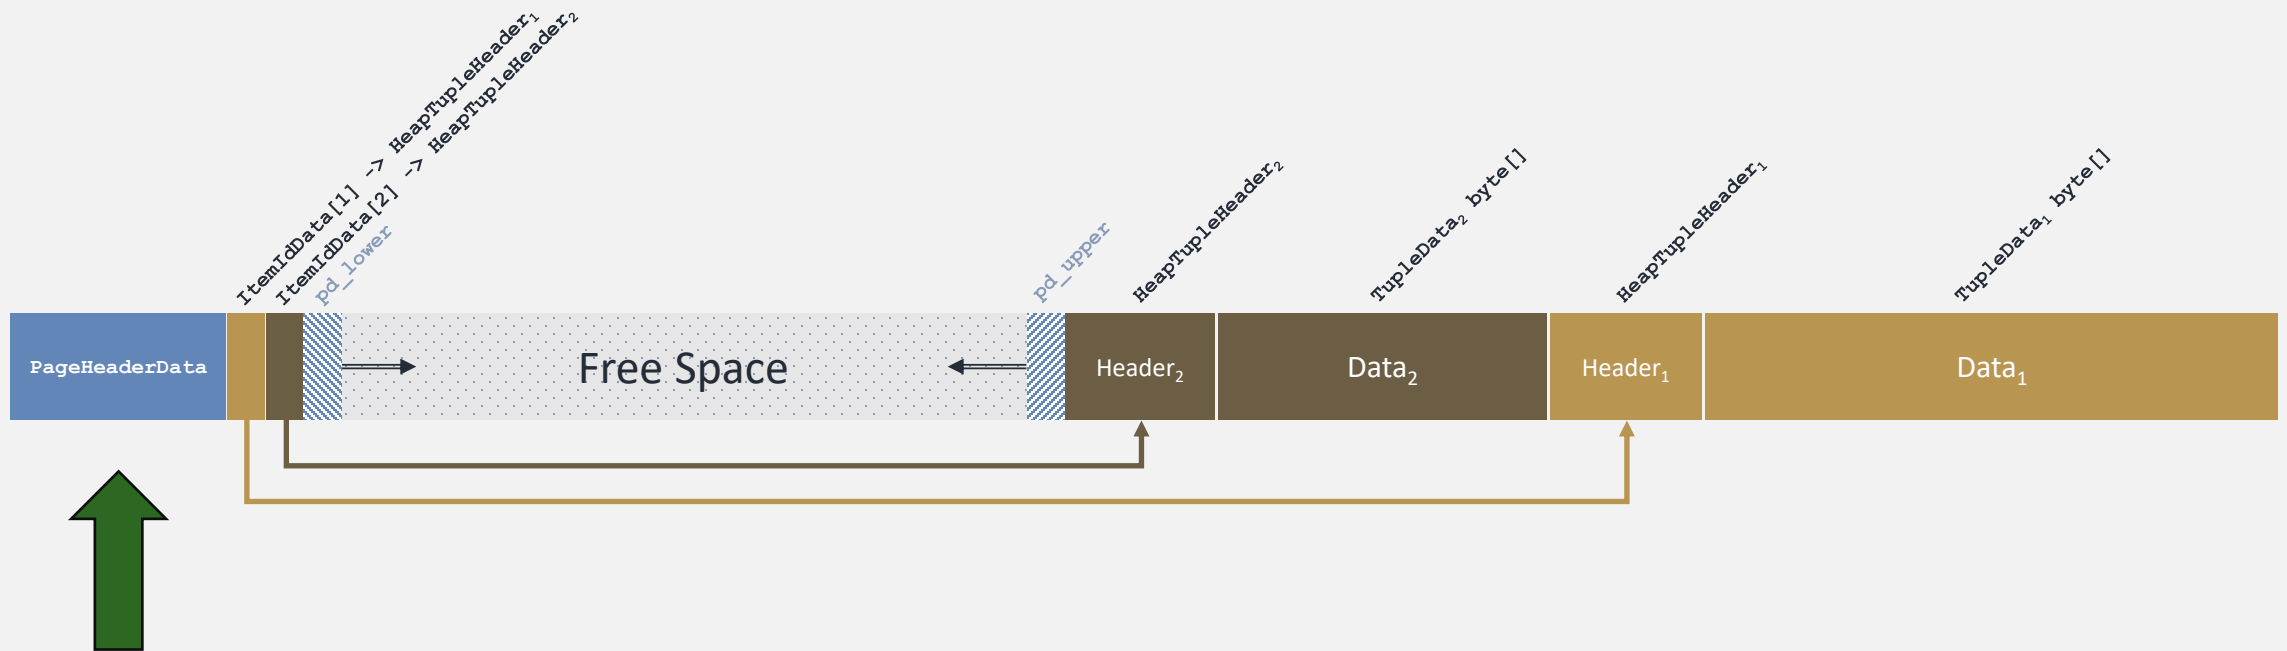 ItemIdData[1] -> HeapTupleHeader₁
ItemIdData[2] -> HeapTupleHeader₂
pd_lower
pd_upper
HeapTupleHeader₂
TupleData₂ byte[]
HeapTupleHeader₁
TupleData₁ byte[]
PageHeaderData
Free Space
Header₂
Data₂
Header₁
Data₁